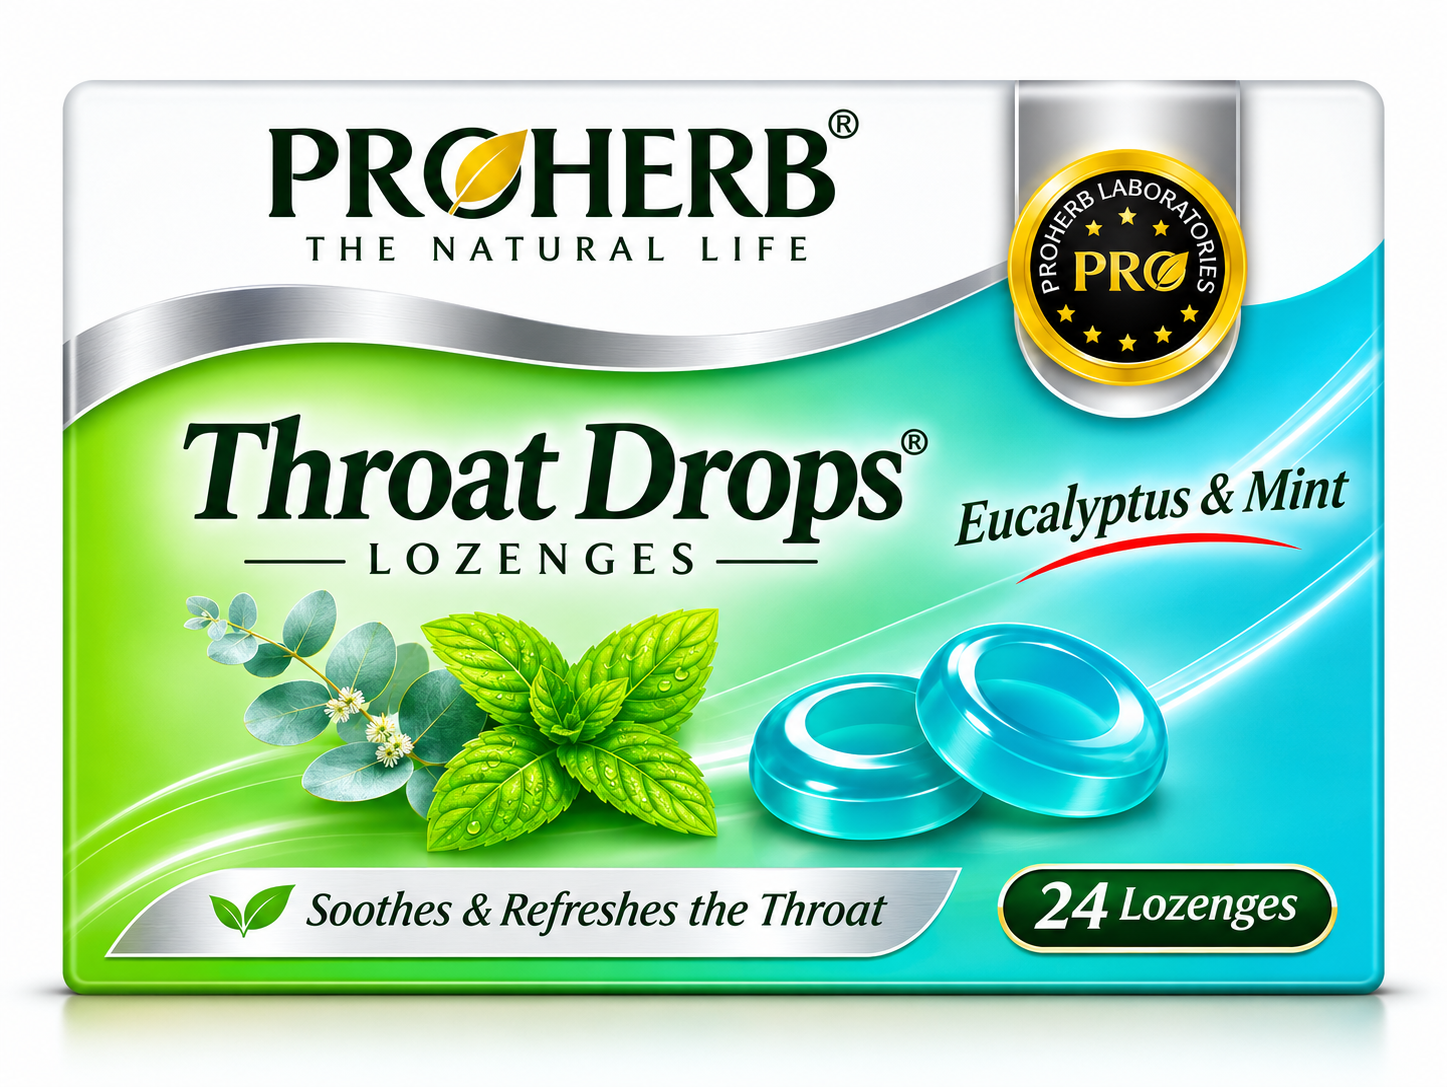 PROHERB®
THE NATURAL LIFE
PROHERB LABORATORIES
PRO
Throat Drops®
LOZENGES
Eucalyptus & Mint
Soothes & Refreshes the Throat
24 Lozenges